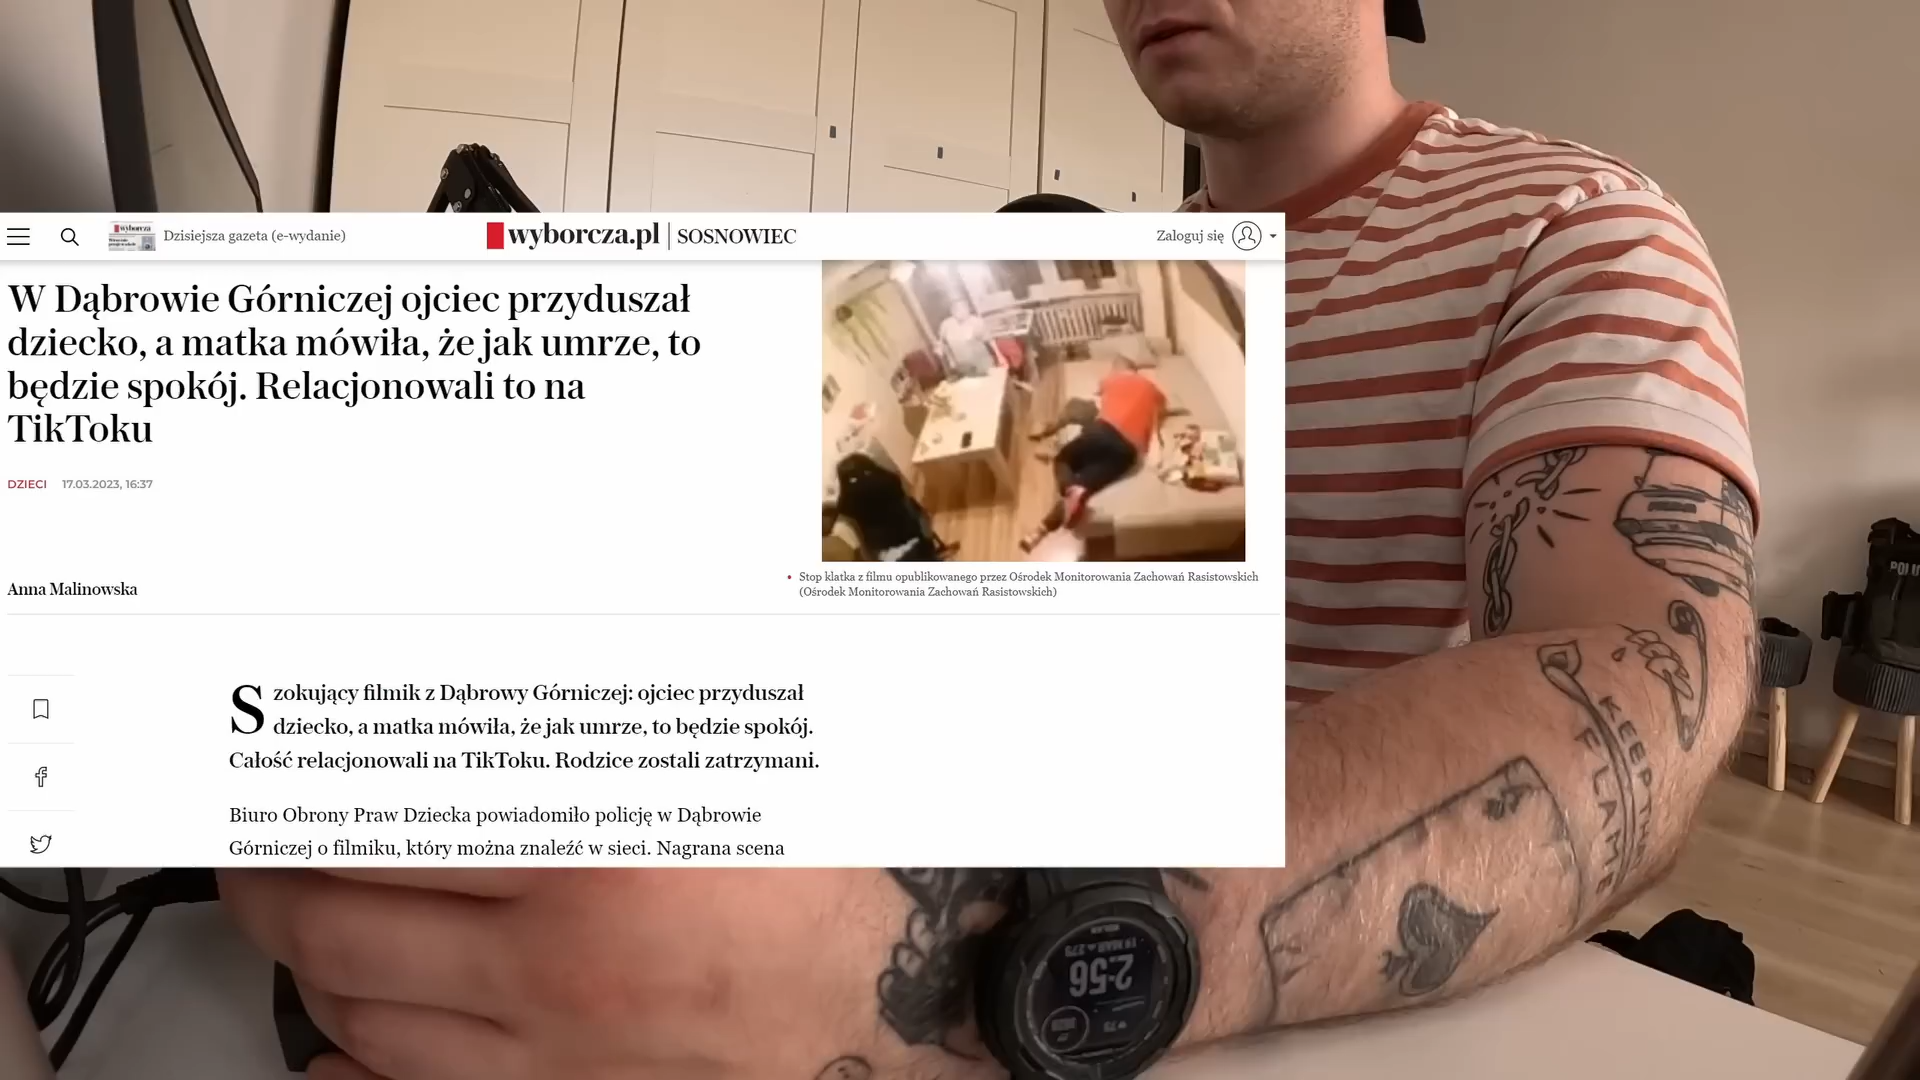 Dzisiejsza gazeta (e-wydanie)
wyborcza.pl | SOSNOWIEC
Zaloguj się
W Dąbrowie Górniczej ojciec przyduszał
dziecko, a matka mówiła, że jak umrze, to
będzie spokój. Relacjonowali to na
TikToku
DZIECI 17.03.2023, 16:37
Anna Malinowska
Stop klatka z filmu opublikowanego przez Ośrodek Monitorowania Zachowań Rasistowskich
(Ośrodek Monitorowania Zachowań Rasistowskich)
Szokujący filmik z Dąbrowy Górniczej: ojciec przyduszał
dziecko, a matka mówiła, że jak umrze, to będzie spokój.
Całość relacjonowali na TikToku. Rodzice zostali zatrzymani.
Biuro Obrony Praw Dziecka powiadomiło policję w Dąbrowie
Górniczej o filmiku, który można znaleźć w sieci. Nagrana scena
KEEP THE
FLAME
2:56